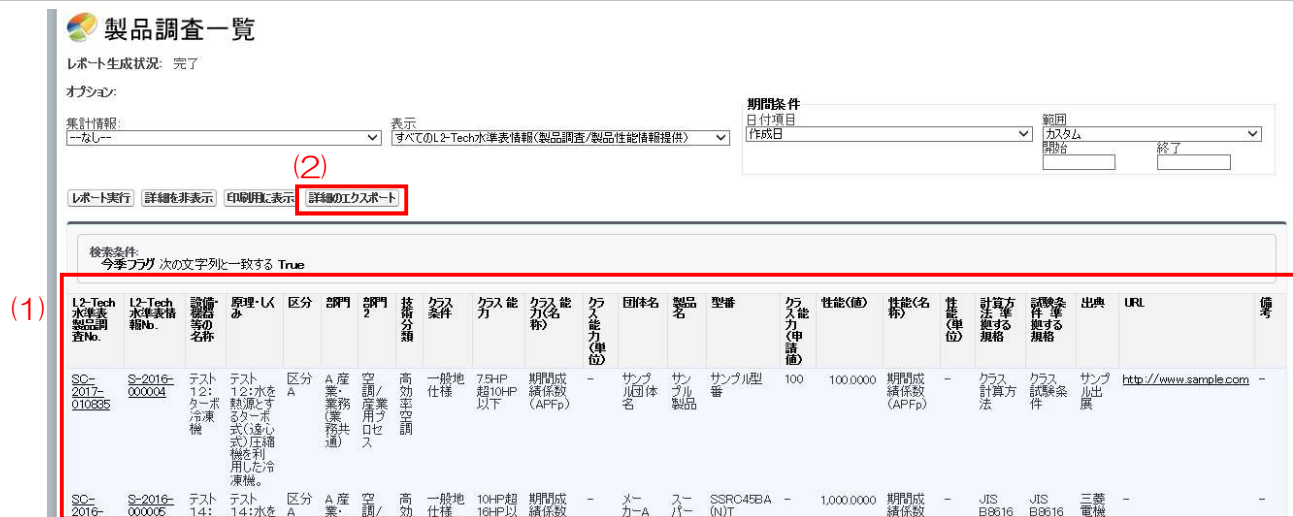 製品調査一覧
レポート生成状況: 完了
オプション:
集計情報:
--なし--
表示
すべてのL2-Tech水準表情報(製品調査/製品性能情報提供)
期間条件
日付項目
作成日
範囲
カスタム
開始
終了
(2)
レポート実行 詳細を非表示 印刷用に表示 詳細のエクスポート
検索条件:
今季フラグ 次の文字列と一致する True
(1)
L2-Tech
水準表
製品調
査No.
L2-Tech
水準表情
報No.
設備・
機器
等の
名称
原理・しく
み
区分
部門
部門
2
技
術
分
類
クラス
条件
クラス 能
力
クラス 能
力(名
称)
クラ
ス能
力
(単
位)
団体名
製品
名
型番
クラ
ス能
力
(申
請
値)
性能(値)
性能(名
称)
性
能
(単
位)
計算方
法 準
拠する
規格
試験条
件 準
拠する
規格
出典
URL
備
考
SC-
2017-
010835
S-2016-
000004
テスト
12:
ターボ
冷凍
機
テスト
12:水を
熱源とす
るターボ
式(遠心
式)圧縮
機を利
用した冷
凍機。
区分
A
A 産
業・
業務
(業
務共
通)
空
調/
産業
用プ
ロセ
ス
高
効
率
空
調
一般地
仕様
7.5HP
超10HP
以下
期間成
績係数
(APFp)
-
サンプ
ル団体
名
サン
プル
製品
サンプル型
番
100
100.0000
期間成
績係数
(APFp)
-
クラス
計算方
法
クラス
試験条
件
サンプ
ル出
展
http://www.sample.com
-
SC-
2016-
S-2016-
000005
テスト
14:
テスト
14:水を
区分
A
A 産
業・
空
調/
高
効
一般地
仕様
10HP超
16HP以
期間成
績係数
-
メー
カーA
スー
パー
SSRC45BA
(N)T
-
1,000.0000
期間成
績係数
-
JIS
B8616
JIS
B8616
三菱
電機
-
-